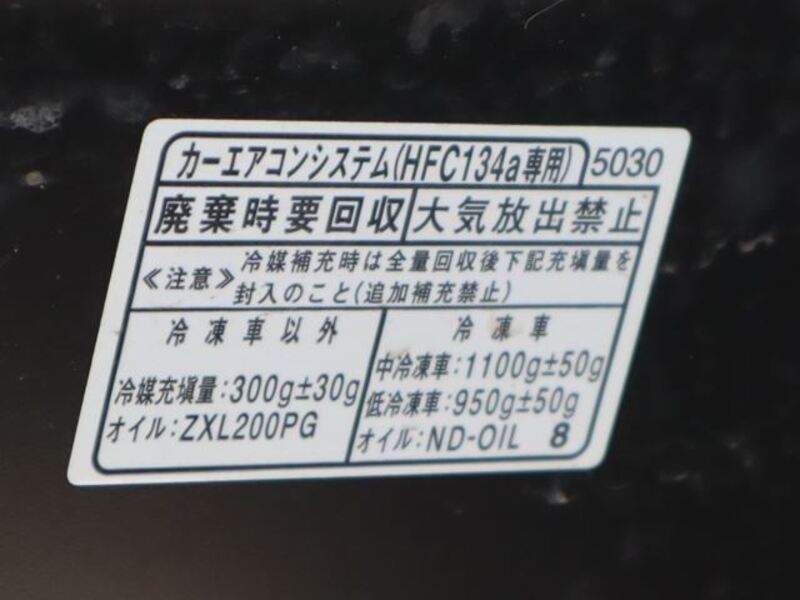 カーエアコンシステム(HFC134a専用) 5030
廃棄時要回収 大気放出禁止
≪注意≫ 冷媒補充時は全量回収後下記充填量を
封入のこと(追加補充禁止)
冷凍車以外
冷媒充填量:300g±30g
オイル:ZXL200PG
冷凍車
中冷凍車:1100g±50g
低冷凍車:950g±50g
オイル:ND-OIL 8